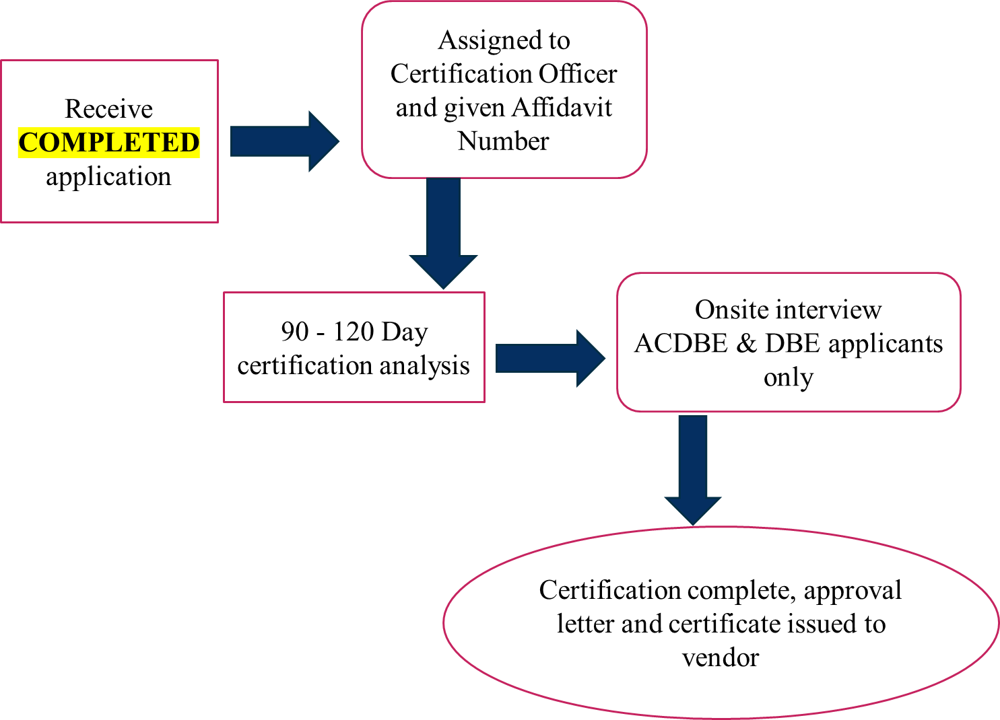 Receive
COMPLETED
application
Assigned to
Certification Officer
and given Affidavit
Number
90 - 120 Day
certification analysis
Onsite interview
ACDBE & DBE applicants
only
Certification complete, approval
letter and certificate issued to
vendor